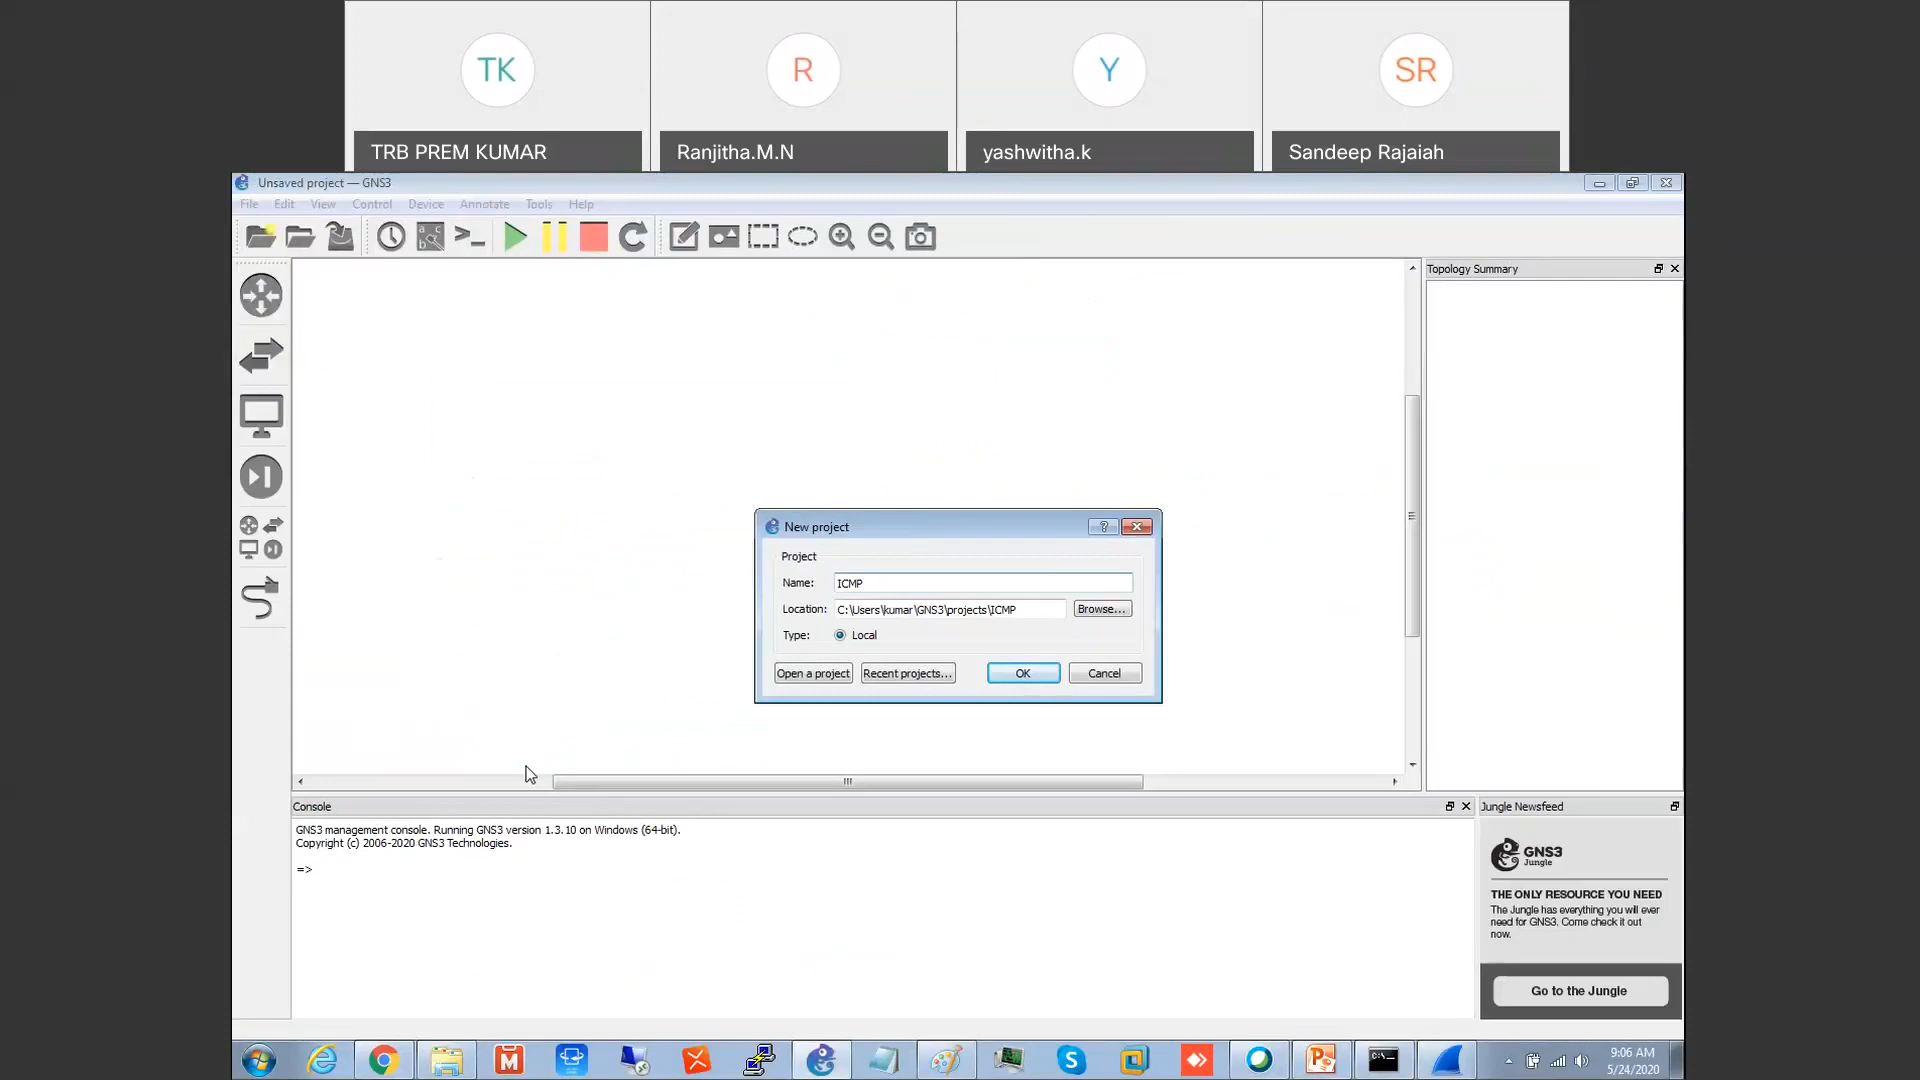 TK
R
Y
SR
TRB PREM KUMAR
Ranjitha.M.N
yashwitha.k
Sandeep Rajaiah
Unsaved project — GNS3
File Edit View Control Device Annotate Tools Help
Topology Summary
New project
Project
Name: ICMP
Location: C:\Users\kumar\GNS3\projects\ICMP Browse...
Type: Local
Open a project Recent projects... OK Cancel
Console
GNS3 management console. Running GNS3 version 1.3.10 on Windows (64-bit).
Copyright (c) 2006-2020 GNS3 Technologies.
=>
Jungle Newsfeed
GNS3
Jungle
THE ONLY RESOURCE YOU NEED
The Jungle has everything you will ever
need for GNS3. Come check it out
now.
Go to the Jungle
9:06 AM
5/24/2020